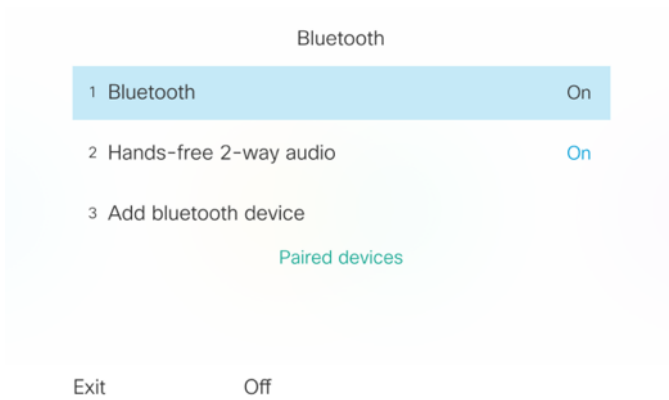 Bluetooth
1 Bluetooth On
2 Hands-free 2-way audio On
3 Add bluetooth device
Paired devices
Exit Off